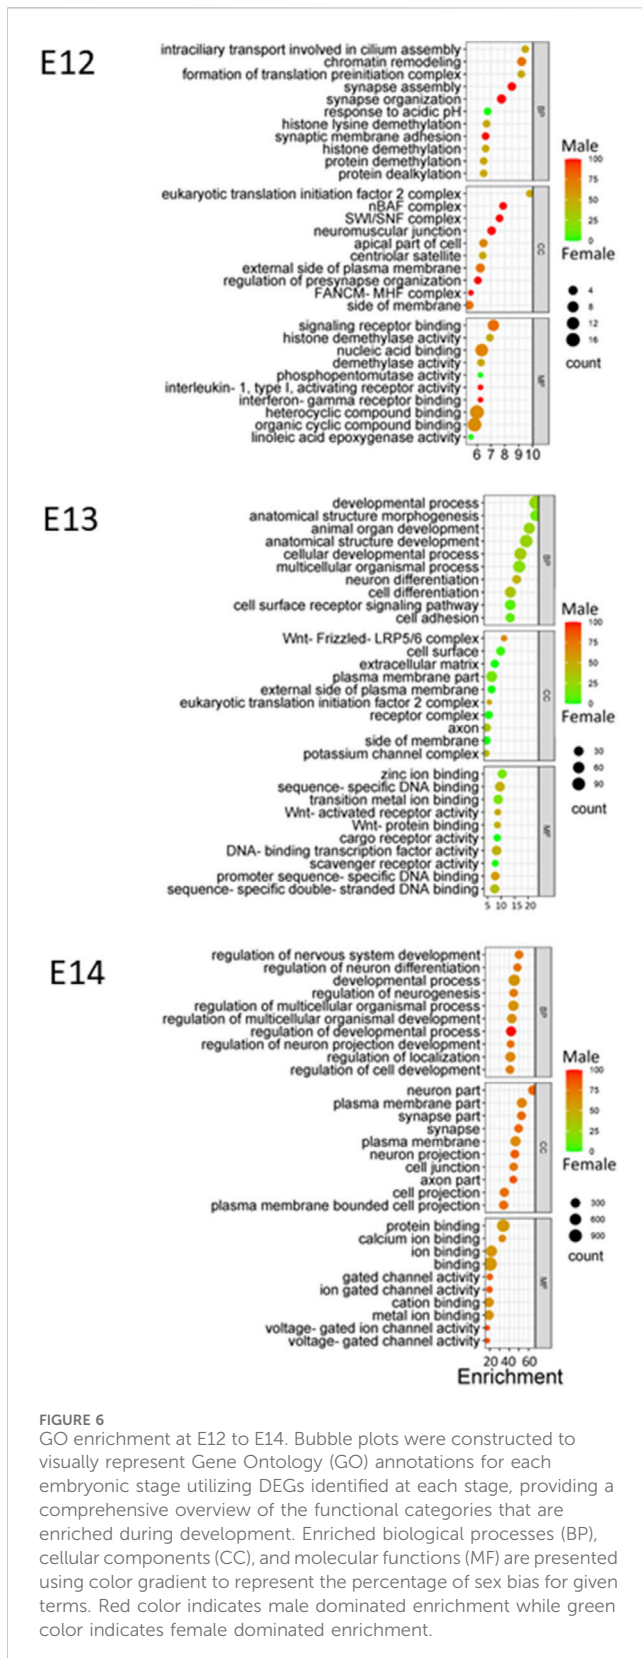 E12
intraciliary transport involved in cilium assembly
chromatin remodeling
formation of translation preinitiation complex
synapse assembly
synapse organization
response to acidic pH
histone lysine demethylation
synaptic membrane adhesion
histone demethylation
protein demethylation
protein dealkylation
BP
eukaryotic translation initiation factor 2 complex
nBAF complex
SWI/SNF complex
neuromuscular junction
apical part of cell
centriolar satellite
external side of plasma membrane
regulation of presynapse organization
FANCM- MHF complex
side of membrane
CC
signaling receptor binding
histone demethylase activity
nucleic acid binding
demethylase activity
phosphopentomutase activity
interleukin- 1, type I, activating receptor activity
interferon- gamma receptor binding
heterocyclic compound binding
organic cyclic compound binding
linoleic acid epoxygenase activity
MF
6 7 8 9 10
Male
100
75
50
25
0
Female
4
8
12
16
count
E13
developmental process
anatomical structure morphogenesis
animal organ development
anatomical structure development
cellular developmental process
multicellular organismal process
neuron differentiation
cell differentiation
cell surface receptor signaling pathway
cell adhesion
BP
Wnt- Frizzled- LRP5/6 complex
cell surface
extracellular matrix
plasma membrane part
external side of plasma membrane
eukaryotic translation initiation factor 2 complex
receptor complex
axon
side of membrane
potassium channel complex
CC
zinc ion binding
sequence- specific DNA binding
transition metal ion binding
Wnt- activated receptor activity
Wnt- protein binding
cargo receptor activity
DNA- binding transcription factor activity
scavenger receptor activity
promoter sequence- specific DNA binding
sequence- specific double- stranded DNA binding
MF
5 10 15 20
Male
100
75
50
25
0
Female
30
60
90
count
E14
regulation of nervous system development
regulation of neuron differentiation
developmental process
regulation of neurogenesis
regulation of multicellular organismal process
regulation of multicellular organismal development
regulation of developmental process
regulation of neuron projection development
regulation of localization
regulation of cell development
BP
neuron part
plasma membrane part
synapse part
synapse
plasma membrane
neuron projection
cell junction
axon part
cell projection
plasma membrane bounded cell projection
CC
protein binding
calcium ion binding
ion binding
binding
gated channel activity
ion gated channel activity
cation binding
metal ion binding
voltage- gated ion channel activity
voltage- gated channel activity
MF
20 40 60
Enrichment
Male
100
75
50
25
0
Female
300
600
900
count
FIGURE 6
GO enrichment at E12 to E14. Bubble plots were constructed to
visually represent Gene Ontology (GO) annotations for each
embryonic stage utilizing DEGs identified at each stage, providing a
comprehensive overview of the functional categories that are
enriched during development. Enriched biological processes (BP),
cellular components (CC), and molecular functions (MF) are presented
using color gradient to represent the percentage of sex bias for given
terms. Red color indicates male dominated enrichment while green
color indicates female dominated enrichment.